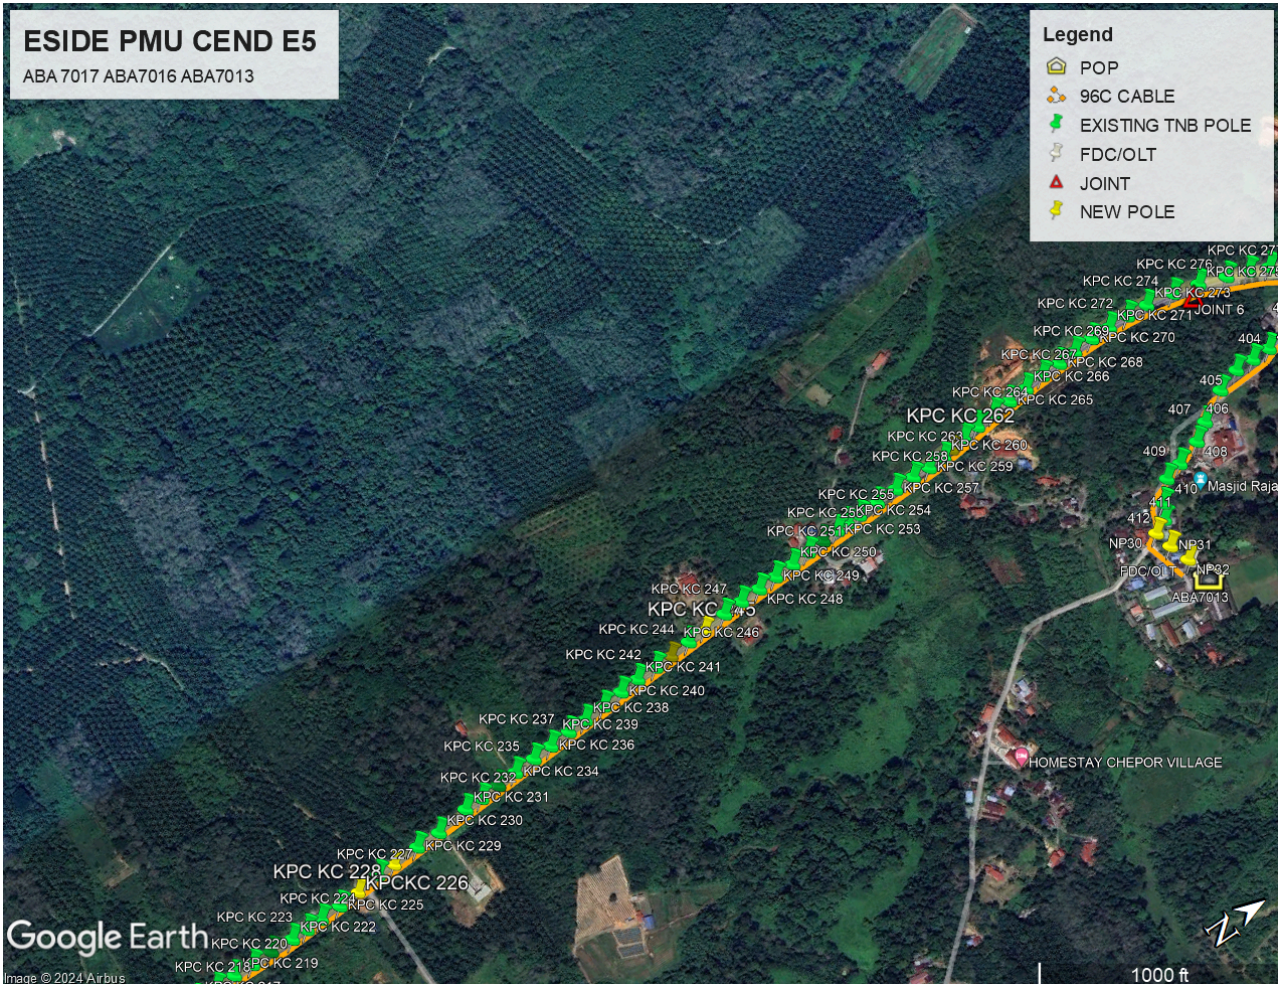 ESIDE PMU CEND E5
ABA 7017 ABA7016 ABA7013
Legend
POP
96C CABLE
EXISTING TNB POLE
FDC/OLT
JOINT
NEW POLE
KPC KC 276
KPC KC 274
KPC KC 273
KPC KC 272
JOINT 6
KPC KC 271
KPC KC 269
KPC KC 270
404
KPC KC 267
KPC KC 268
KPC KC 266
405
KPC KC 264
KPC KC 265
407
406
KPC KC 262
KPC KC 263
KPC KC 260
409
408
KPC KC 258
KPC KC 259
410
Masjid Raja
KPC KC 257
KPC KC 255
411
KPC KC 254
412
KPC KC 251
KPC KC 253
NP30
NP31
KPC KC 250
FDC/OLT
NP32
KPC KC 249
KPC KC 247
KPC KC 248
ABA7013
KPC KC 244
KPC KC 246
KPC KC 242
KPC KC 241
KPC KC 240
KPC KC 238
KPC KC 237
KPC KC 239
KPC KC 235
KPC KC 236
HOMESTAY CHEPOR VILLAGE
KPC KC 234
KPC KC 232
KPC KC 231
KPC KC 230
KPC KC 229
KPC KC 227
KPC KC 228
KPCKC 226
KPC KC 224
KPC KC 225
KPC KC 223
KPC KC 222
KPC KC 220
KPC KC 219
KPC KC 218
Google Earth
N
Image © 2024 Airbus
1000 ft